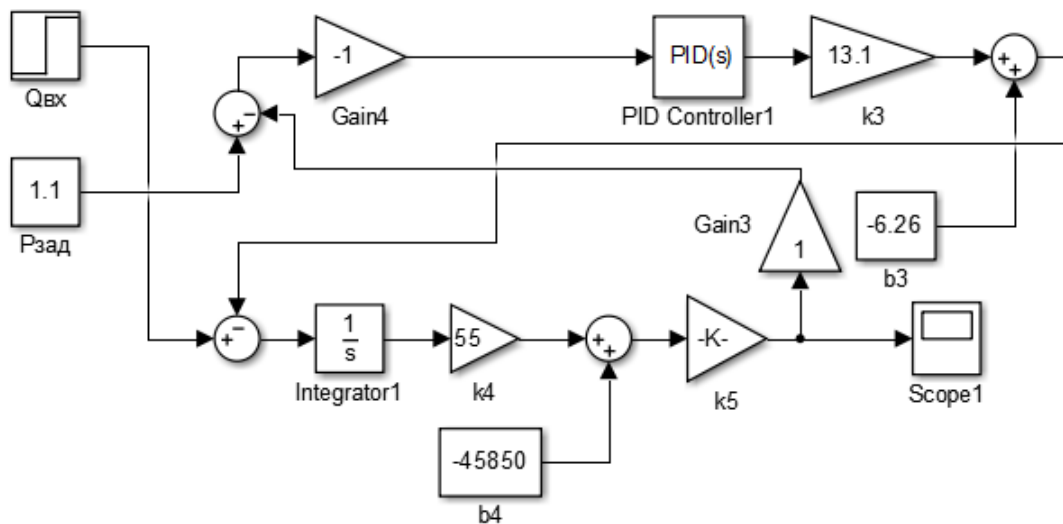 Qвх
-1
Gain4
PID(s)
PID Controller1
13.1
k3
+
+
+
−
1.1
Pзад
Gain3
1
-6.26
b3
−
+
1
s
Integrator1
55
k4
+
+
-K-
k5
Scope1
-45850
b4